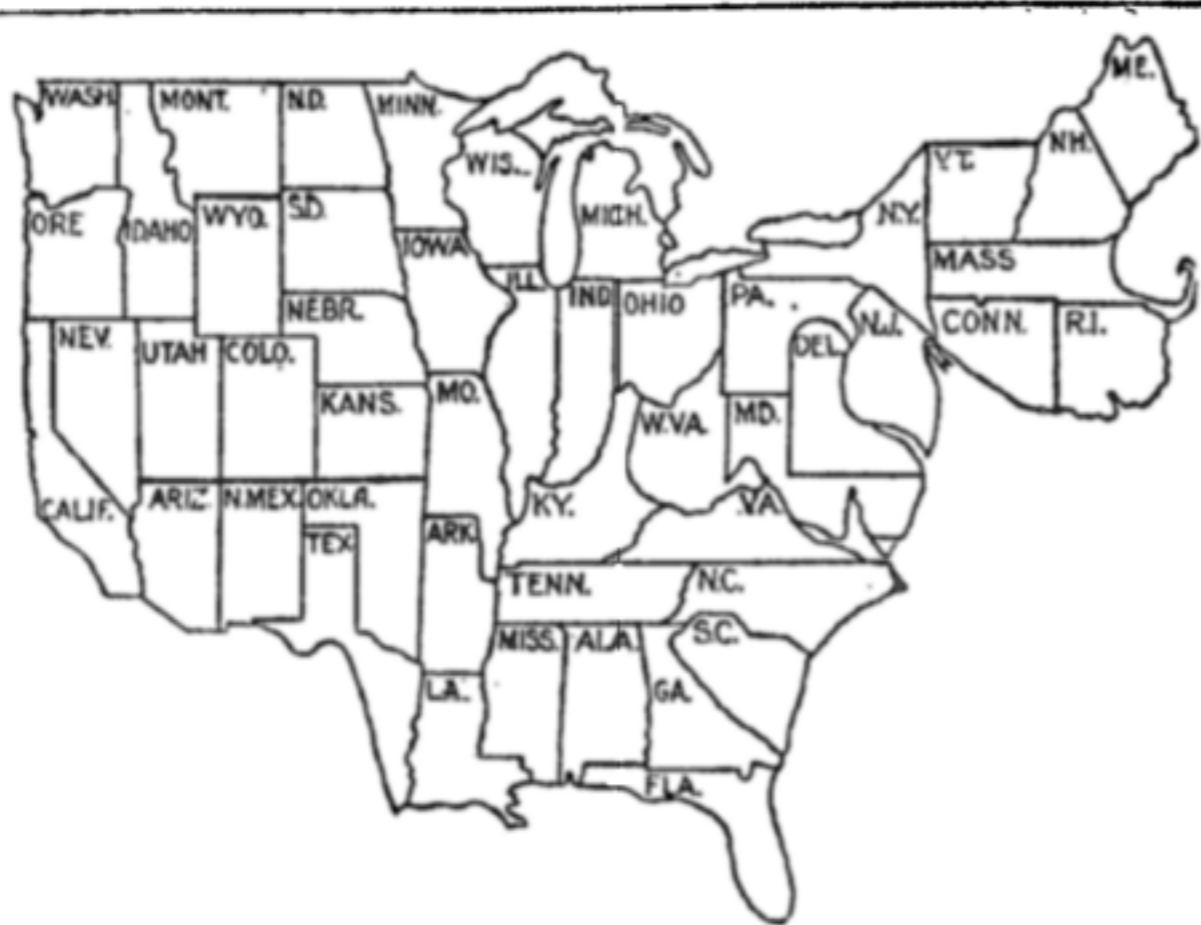 ME.
WASH.
MONT.
N.D.
MINN.
N.H.
V.T.
WIS.
ORE
IDAHO
WYO.
S.D.
MICH.
N.Y.
IOWA
MASS
ILL.
IND
OHIO
PA.
NEBR.
N.J.
CONN.
R.I.
NEV.
UTAH
COLO.
DEL.
KANS.
MO.
W.VA.
MD.
CALIF.
ARIZ.
N.MEX.
OKLA.
KY.
VA.
TEX.
ARK.
TENN.
N.C.
MISS.
ALA.
S.C.
LA.
GA.
FLA.